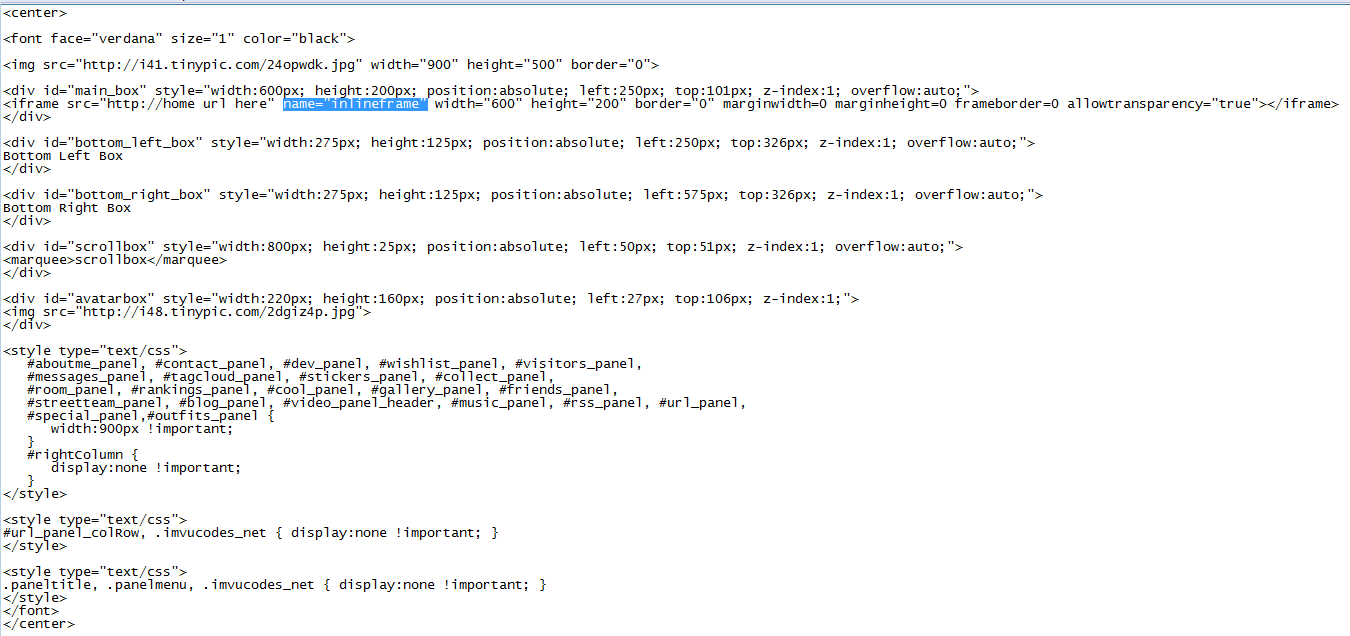 <center>
<font face="verdana" size="1" color="black">
<img src="http://i41.tinypic.com/24opwdk.jpg" width="900" height="500" border="0">
<div id="main_box" style="width:600px; height:200px; position:absolute; left:250px; top:101px; z-index:1; overflow:auto;">
<iframe src="http://home url here" name="inlineframe" width="600" height="200" border="0" marginwidth=0 marginheight=0 frameborder=0 allowtransparency="true"></iframe>
</div>
<div id="bottom_left_box" style="width:275px; height:125px; position:absolute; left:250px; top:326px; z-index:1; overflow:auto;">
Bottom Left Box
</div>
<div id="bottom_right_box" style="width:275px; height:125px; position:absolute; left:575px; top:326px; z-index:1; overflow:auto;">
Bottom Right Box
</div>
<div id="scrollbox" style="width:800px; height:25px; position:absolute; left:50px; top:51px; z-index:1; overflow:auto;">
<marquee>scrollbox</marquee>
</div>
<div id="avatarbox" style="width:220px; height:160px; position:absolute; left:27px; top:106px; z-index:1;">
<img src="http://i48.tinypic.com/2dgiz4p.jpg">
</div>
<style type="text/css">
#aboutme_panel, #contact_panel, #dev_panel, #wishlist_panel, #visitors_panel,
#messages_panel, #tagcloud_panel, #stickers_panel, #collect_panel,
#room_panel, #rankings_panel, #cool_panel, #gallery_panel, #friends_panel,
#streetteam_panel, #blog_panel, #video_panel_header, #music_panel, #rss_panel, #url_panel,
#special_panel,#outfits_panel {
width:900px !important;
}
#rightColumn {
display:none !important;
}
</style>
<style type="text/css">
#url_panel_colRow, .imvucodes_net { display:none !important; }
</style>
<style type="text/css">
.paneltitle, .panelmenu, .imvucodes_net { display:none !important; }
</style>
</font>
</center>